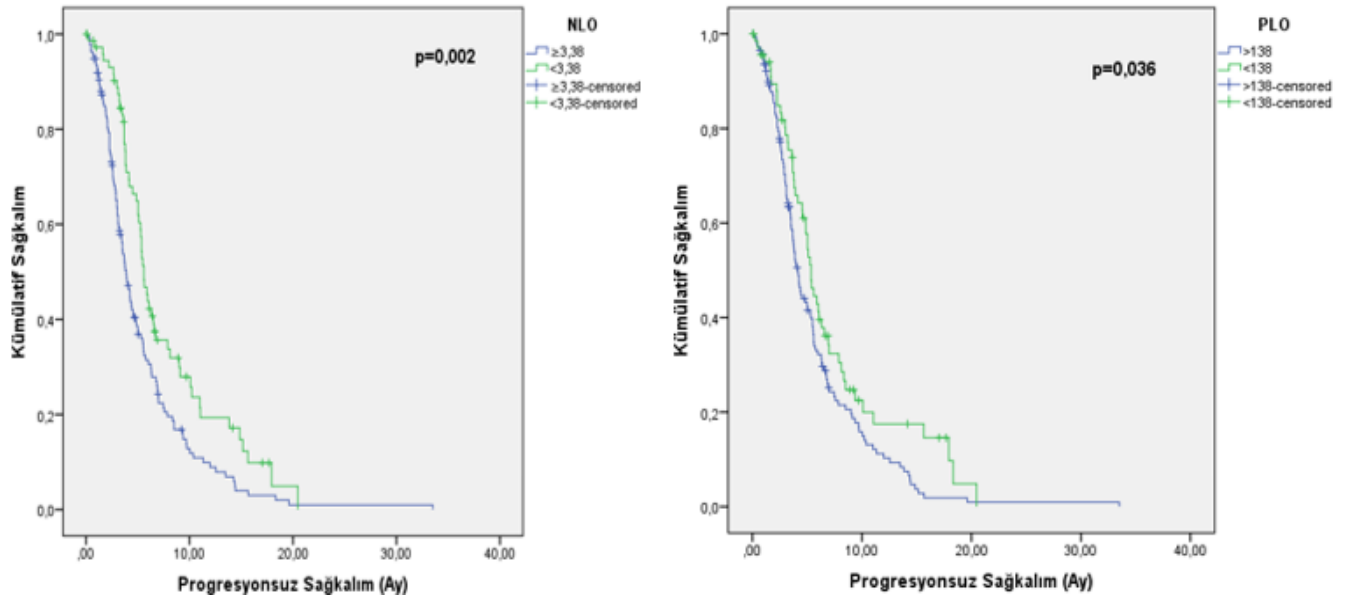 NLO
≥3,38
<3,38
≥3,38-censored
<3,38-censored
p=0,002
1,0
0,8
0,6
0,4
0,2
0,0
Kümülatif Sağkalım
,00 10,00 20,00 30,00 40,00
Progresyonsuz Sağkalım (Ay)
PLO
>138
<138
>138-censored
<138-censored
p=0,036
1,0
0,8
0,6
0,4
0,2
0,0
Kümülatif Sağkalım
,00 10,00 20,00 30,00 40,00
Progresyonsuz Sağkalım (Ay)